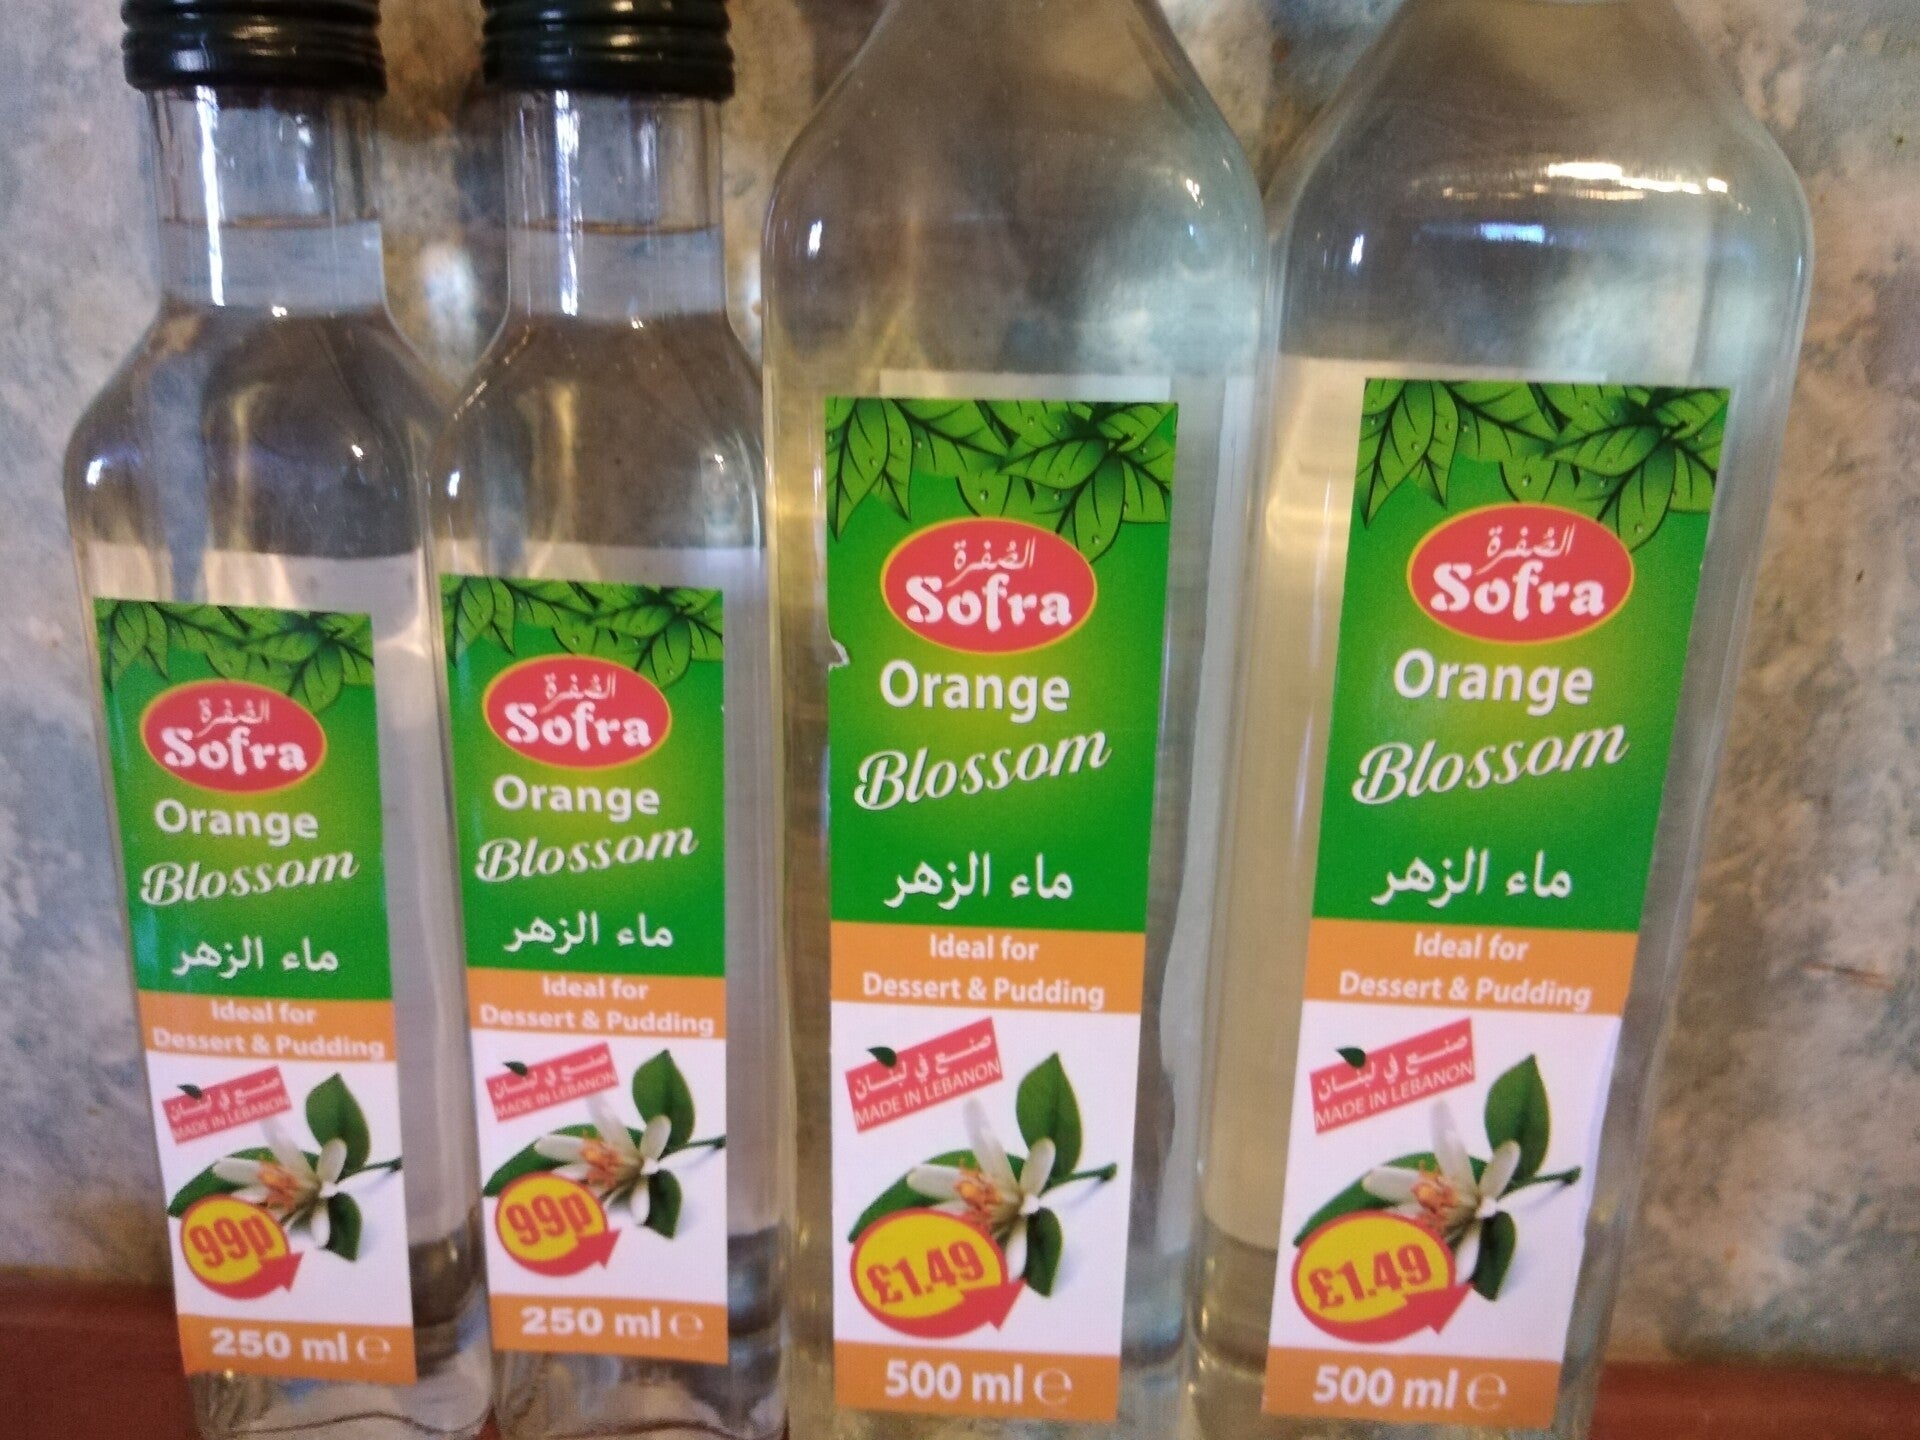 الصُفرة
Sofra
Orange
Blossom
ماء الزهر
Ideal for
Dessert & Pudding
صنع في لبنان
MADE IN LEBANON
99p
250 ml ℮
الصُفرة
Sofra
Orange
Blossom
ماء الزهر
Ideal for
Dessert & Pudding
صنع في لبنان
MADE IN LEBANON
99p
250 ml ℮
الصُفرة
Sofra
Orange
Blossom
ماء الزهر
Ideal for
Dessert & Pudding
صنع في لبنان
MADE IN LEBANON
£1.49
500 ml ℮
الصُفرة
Sofra
Orange
Blossom
ماء الزهر
Ideal for
Dessert & Pudding
صنع في لبنان
MADE IN LEBANON
£1.49
500 ml ℮